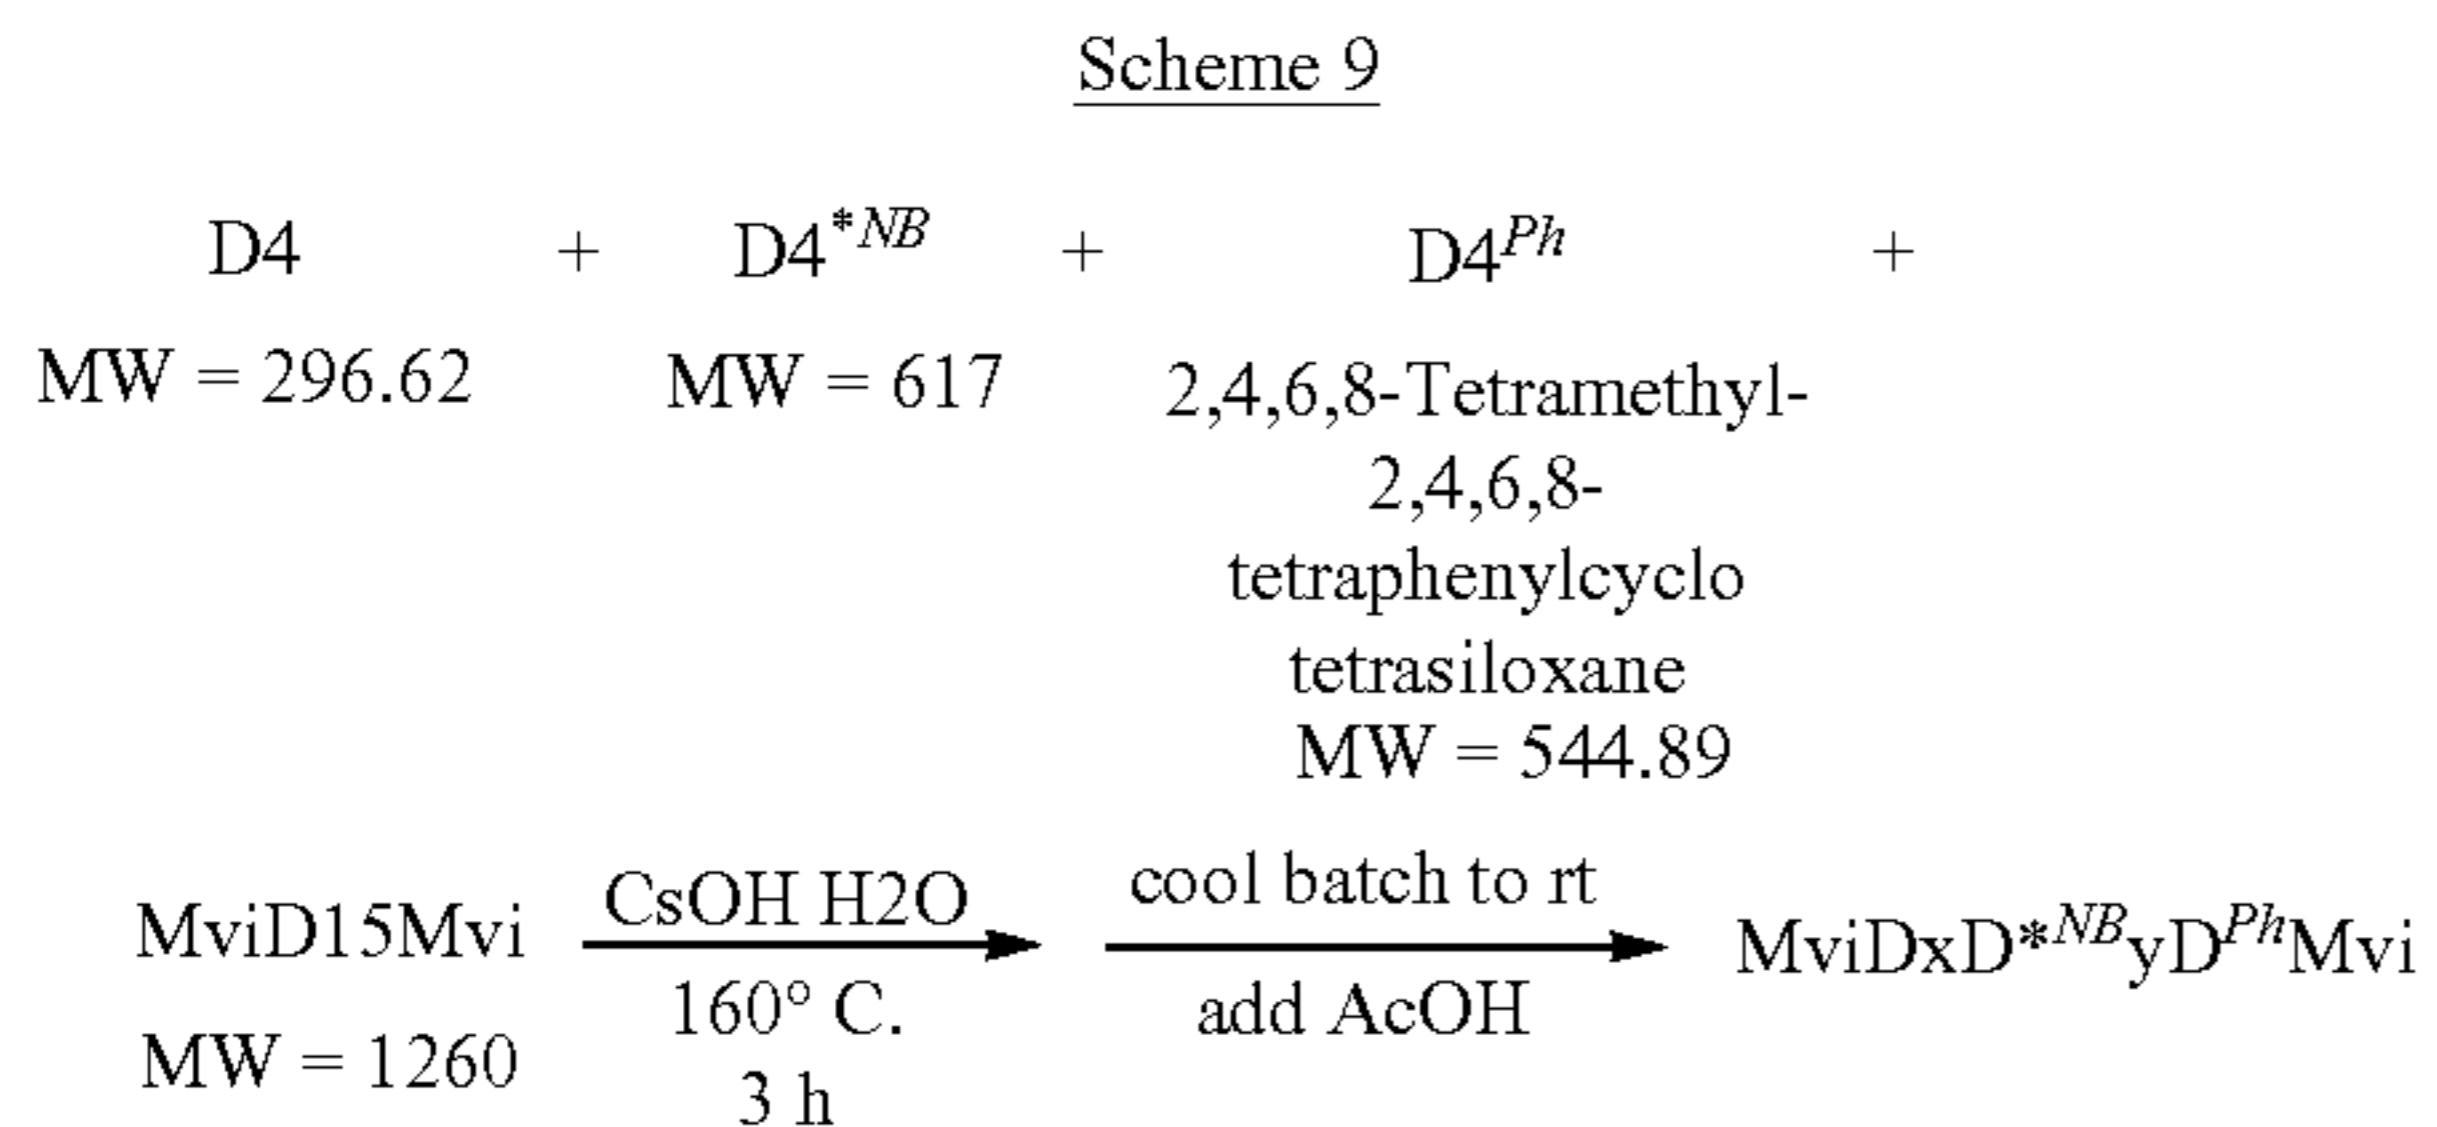 Scheme 9
D4 + D4*NB + D4Ph +
MW = 296.62 MW = 617 2,4,6,8-Tetramethyl-
2,4,6,8-
tetraphenylcyclo
tetrasiloxane
MW = 544.89
MviD15Mvi CsOH H2O cool batch to rt MviDxD*NByDPhMvi
MW = 1260 160° C. add AcOH
3 h